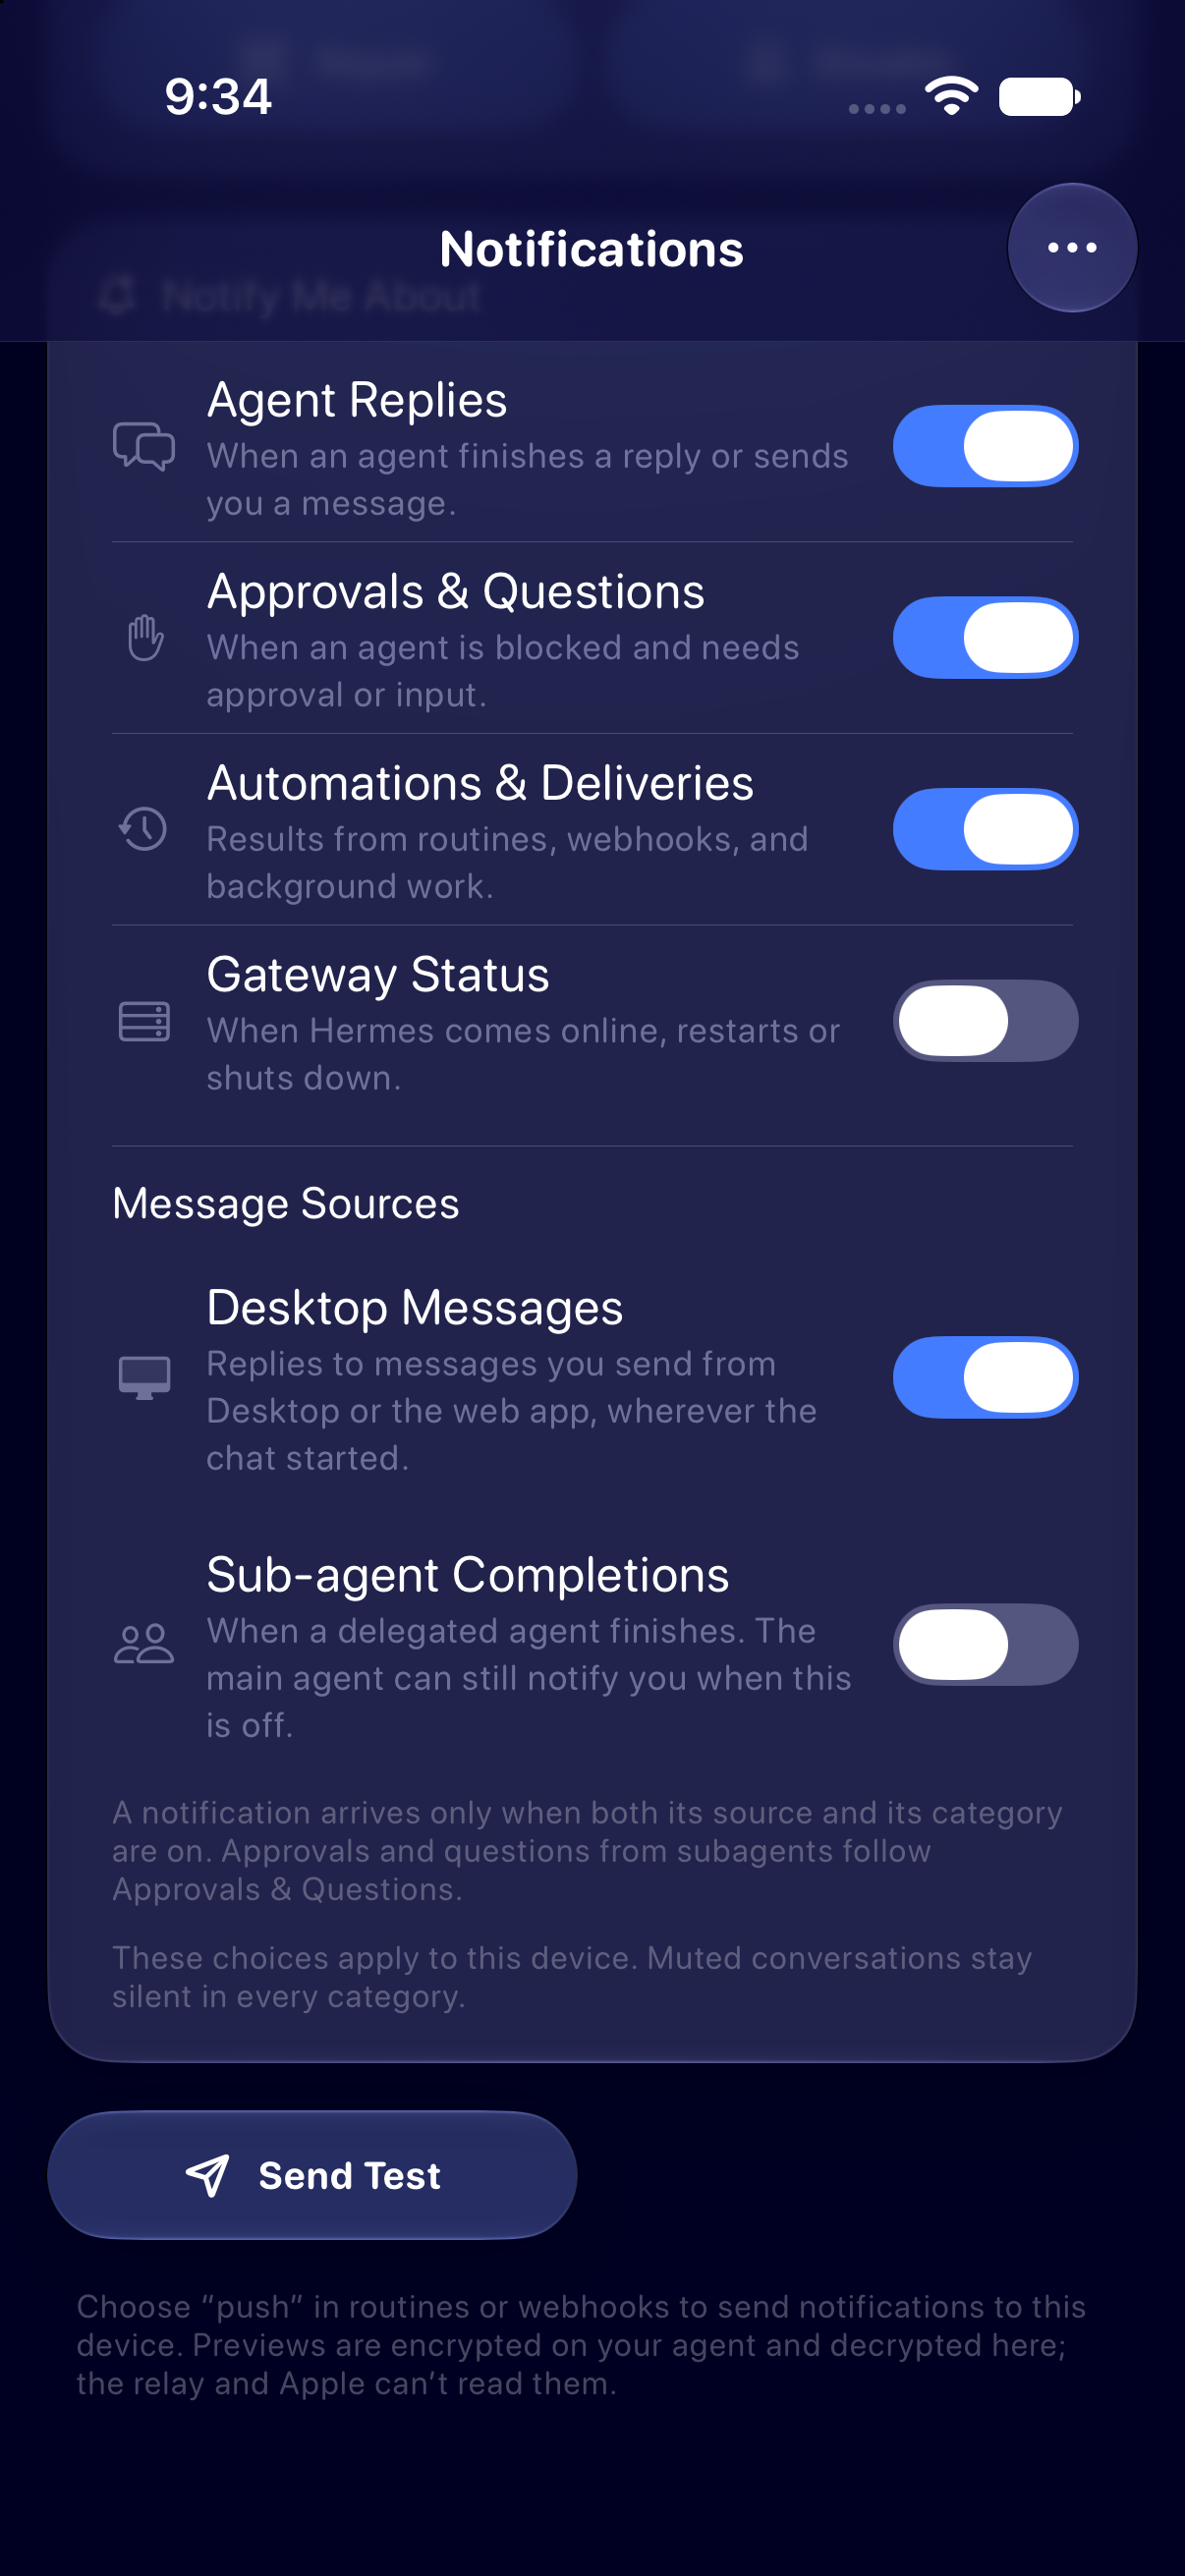 9:34
Notifications
Notify Me About
Agent Replies
When an agent finishes a reply or sends
you a message.
Approvals & Questions
When an agent is blocked and needs
approval or input.
Automations & Deliveries
Results from routines, webhooks, and
background work.
Gateway Status
When Hermes comes online, restarts or
shuts down.
Message Sources
Desktop Messages
Replies to messages you send from
Desktop or the web app, wherever the
chat started.
Sub-agent Completions
When a delegated agent finishes. The
main agent can still notify you when this
is off.
A notification arrives only when both its source and its category
are on. Approvals and questions from subagents follow
Approvals & Questions.
These choices apply to this device. Muted conversations stay
silent in every category.
Send Test
Choose “push” in routines or webhooks to send notifications to this
device. Previews are encrypted on your agent and decrypted here;
the relay and Apple can’t read them.